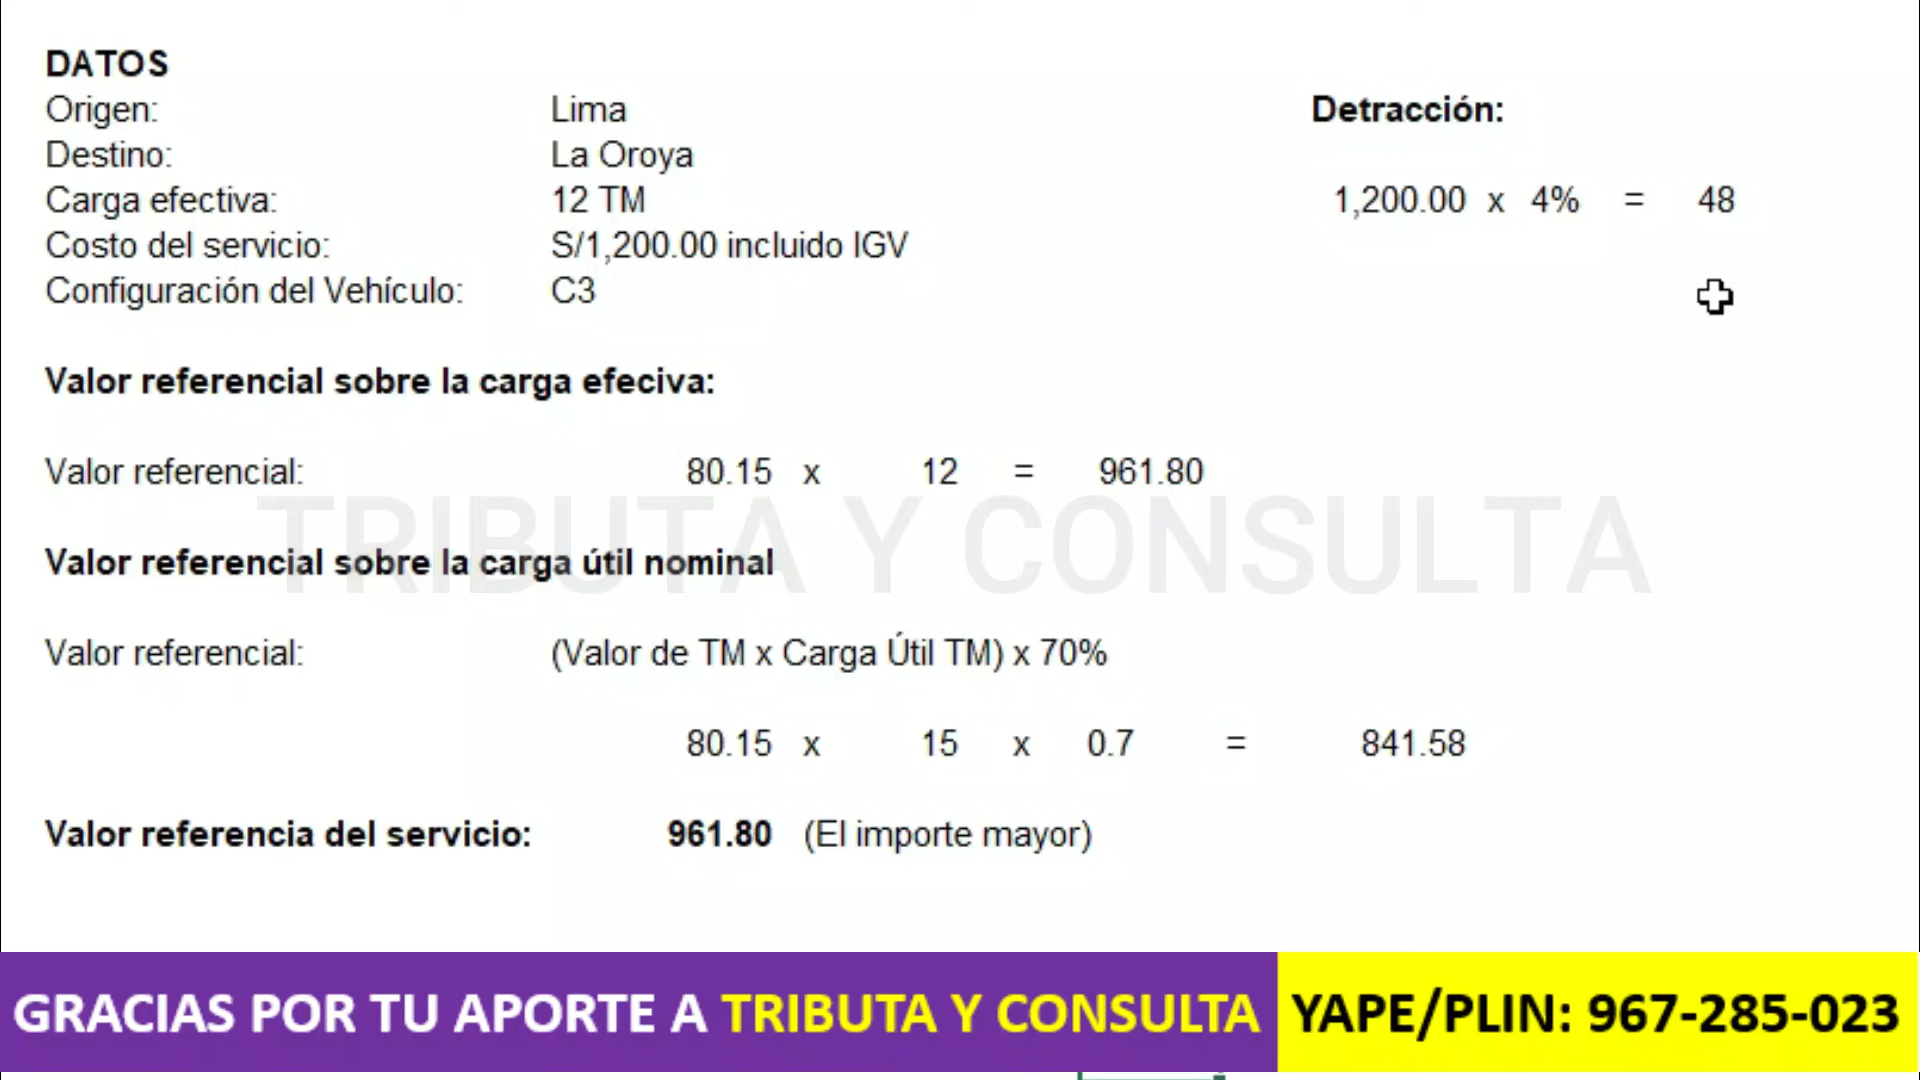 DATOS
Origen: Lima Detracción:
Destino: La Oroya
Carga efectiva: 12 TM 1,200.00 x 4% = 48
Costo del servicio: S/1,200.00 incluido IGV
Configuración del Vehículo: C3
Valor referencial sobre la carga efeciva:
Valor referencial: 80.15 x 12 = 961.80
TRIBUTA Y CONSULTA
Valor referencial sobre la carga útil nominal
Valor referencial: (Valor de TM x Carga Útil TM) x 70%
80.15 x 15 x 0.7 = 841.58
Valor referencia del servicio: 961.80 (El importe mayor)
GRACIAS POR TU APORTE A TRIBUTA Y CONSULTA YAPE/PLIN: 967-285-023